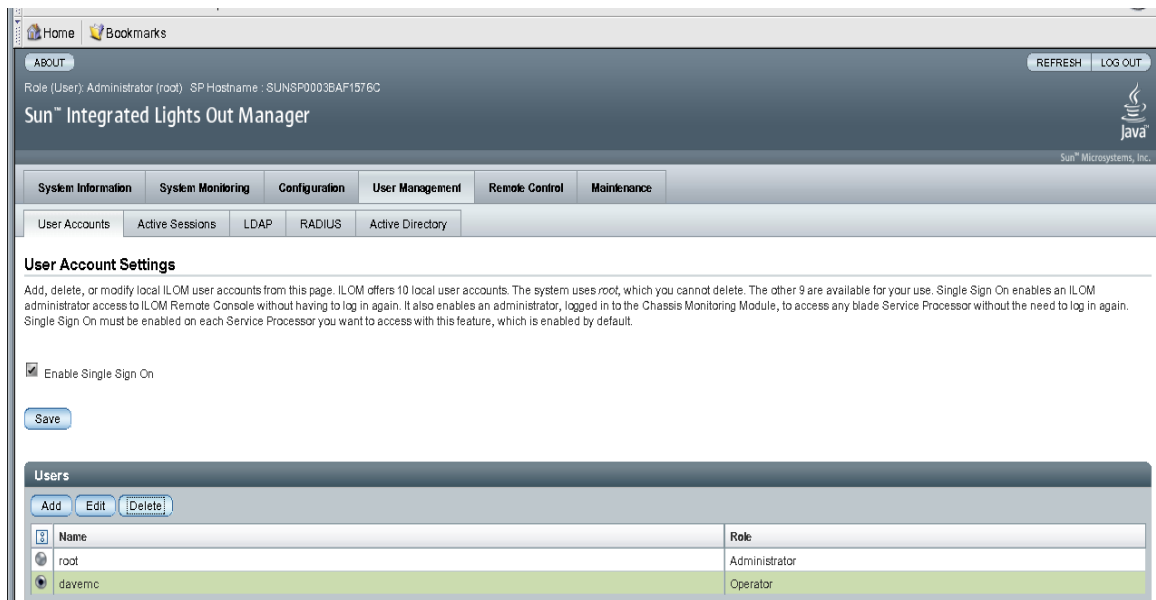 Home Bookmarks
ABOUT REFRESH LOG OUT
Role (User): Administrator (root) SP Hostname : SUNSP0003BAF1576C
Sun™ Integrated Lights Out Manager
Java™
Sun™ Microsystems, Inc.
System Information System Monitoring Configuration User Management Remote Control Maintenance
User Accounts Active Sessions LDAP RADIUS Active Directory
User Account Settings
Add, delete, or modify local ILOM user accounts from this page. ILOM offers 10 local user accounts. The system uses root, which you cannot delete. The other 9 are available for your use. Single Sign On enables an ILOM
administrator access to ILOM Remote Console without having to log in again. It also enables an administrator, logged in to the Chassis Monitoring Module, to access any blade Service Processor without the need to log in again.
Single Sign On must be enabled on each Service Processor you want to access with this feature, which is enabled by default.
Enable Single Sign On
Save
Users
Add Edit Delete
Name Role
root Administrator
davemc Operator